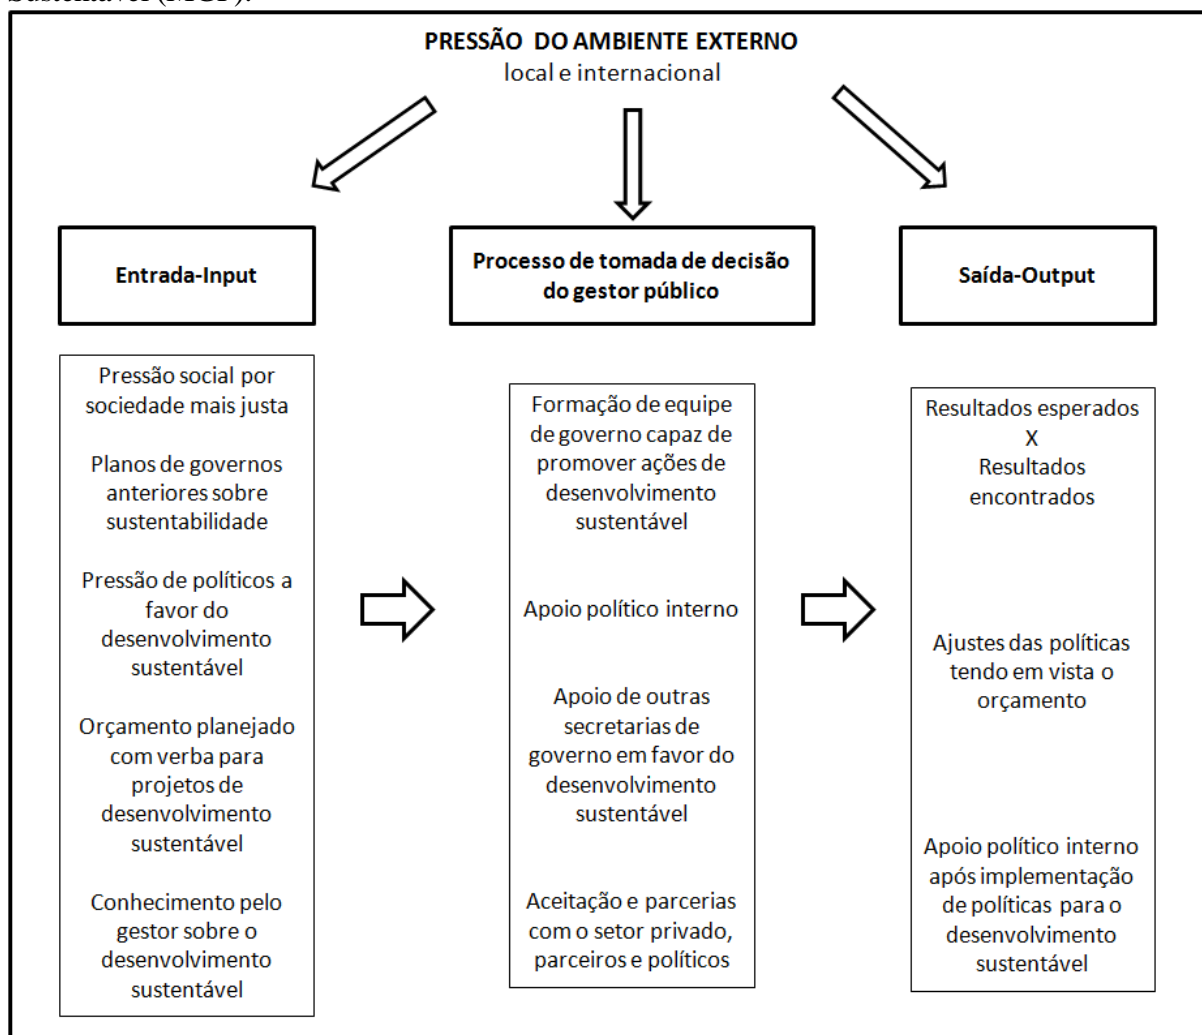 Sustentável (MGP).
PRESSÃO DO AMBIENTE EXTERNO
local e internacional
Entrada-Input
Processo de tomada de decisão
do gestor público
Saída-Output
Pressão social por
sociedade mais justa
Planos de governos
anteriores sobre
sustentabilidade
Pressão de políticos a
favor do
desenvolvimento
sustentável
Orçamento planejado
com verba para
projetos de
desenvolvimento
sustentável
Conhecimento pelo
gestor sobre o
desenvolvimento
sustentável
Formação de equipe
de governo capaz de
promover ações de
desenvolvimento
sustentável
Apoio político interno
Apoio de outras
secretarias de
governo em favor do
desenvolvimento
sustentável
Aceitação e parcerias
com o setor privado,
parceiros e políticos
Resultados esperados
X
Resultados
encontrados
Ajustes das políticas
tendo em vista o
orçamento
Apoio político interno
após implementação
de políticas para o
desenvolvimento
sustentável